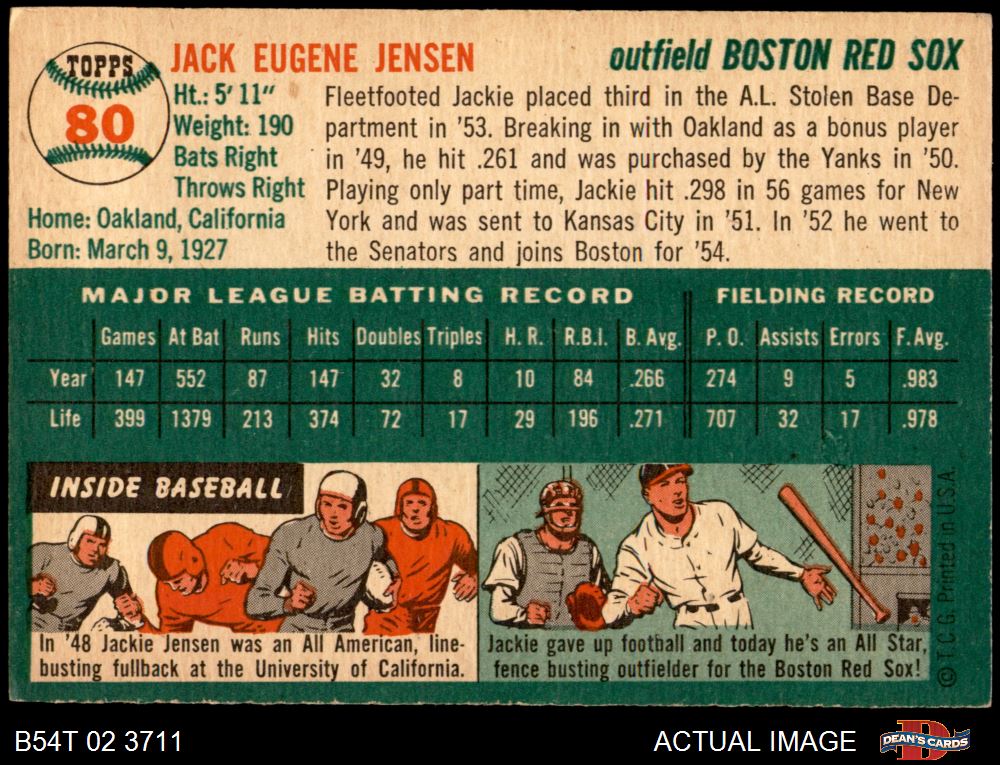 TOPPS
80
JACK EUGENE JENSEN
outfield BOSTON RED SOX
Ht.: 5' 11"
Weight: 190
Bats Right
Throws Right
Home: Oakland, California
Born: March 9, 1927
Fleetfooted Jackie placed third in the A.L. Stolen Base De-
partment in '53. Breaking in with Oakland as a bonus player
in '49, he hit .261 and was purchased by the Yanks in '50.
Playing only part time, Jackie hit .298 in 56 games for New
York and was sent to Kansas City in '51. In '52 he went to
the Senators and joins Boston for '54.
MAJOR LEAGUE BATTING RECORD FIELDING RECORD
Games At Bat Runs Hits Doubles Triples H. R. R.B.I. B. Avg. P. O. Assists Errors F. Avg.
Year 147 552 87 147 32 8 10 84 .266 274 9 5 .983
Life 399 1379 213 374 72 17 29 196 .271 707 32 17 .978
INSIDE BASEBALL
In '48 Jackie Jensen was an All American, line-
busting fullback at the University of California.
Jackie gave up football and today he's an All Star,
fence busting outfielder for the Boston Red Sox!
© T.C.G. Printed in U.S.A.
B54T 02 3711
ACTUAL IMAGE
DEAN'S CARDS